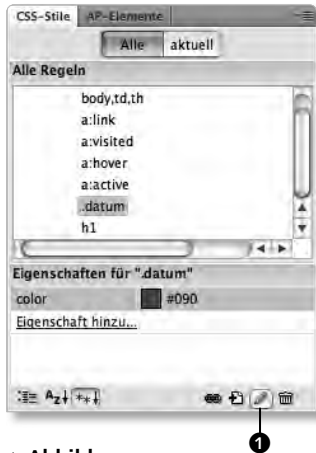 CSS-Stile AP-Elemente
Alle aktuell
Alle Regeln
body,td,th
a:link
a:visited
a:hover
a:active
.datum
h1
Eigenschaften für ".datum"
color #090
Eigenschaft hinzu...
1